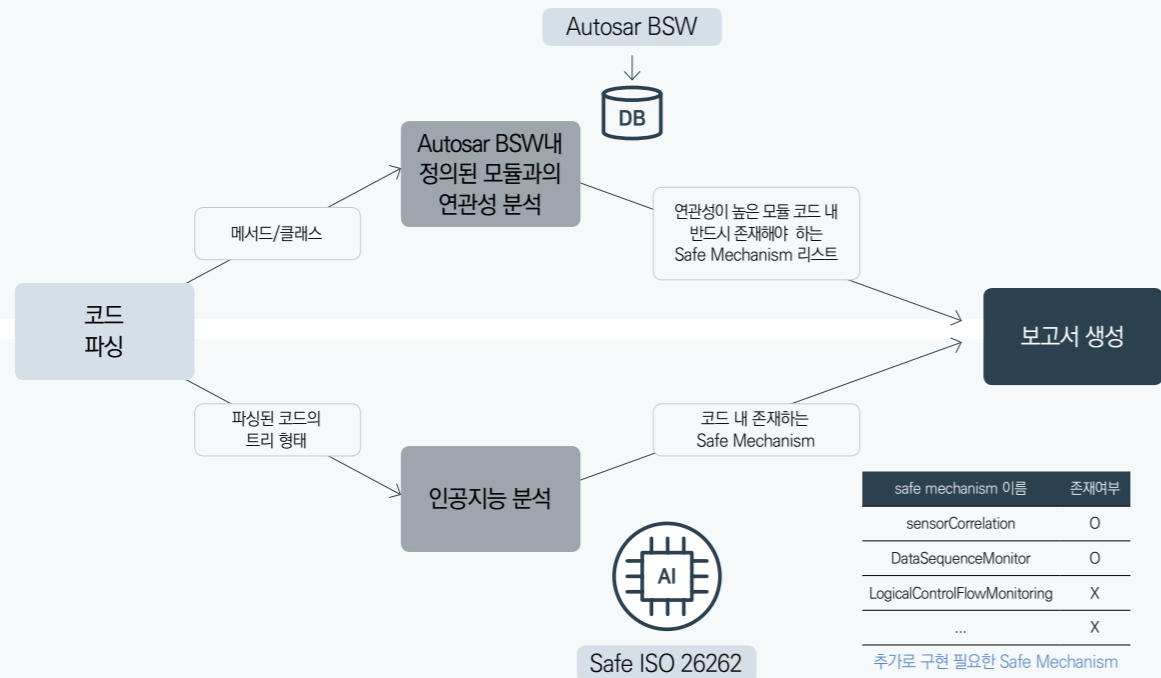 Autosar BSW
DB
Autosar BSW내
정의된 모듈과의
연관성 분석
메서드/클래스
연관성이 높은 모듈 코드 내
반드시 존재해야 하는
Safe Mechanism 리스트
코드
파싱
보고서 생성
파싱된 코드의
트리 형태
코드 내 존재하는
Safe Mechanism
인공지능 분석
AI
Safe ISO 26262
safe mechanism 이름 존재여부
sensorCorrelation O
DataSequenceMonitor O
LogicalControlFlowMonitoring X
... X
추가로 구현 필요한 Safe Mechanism